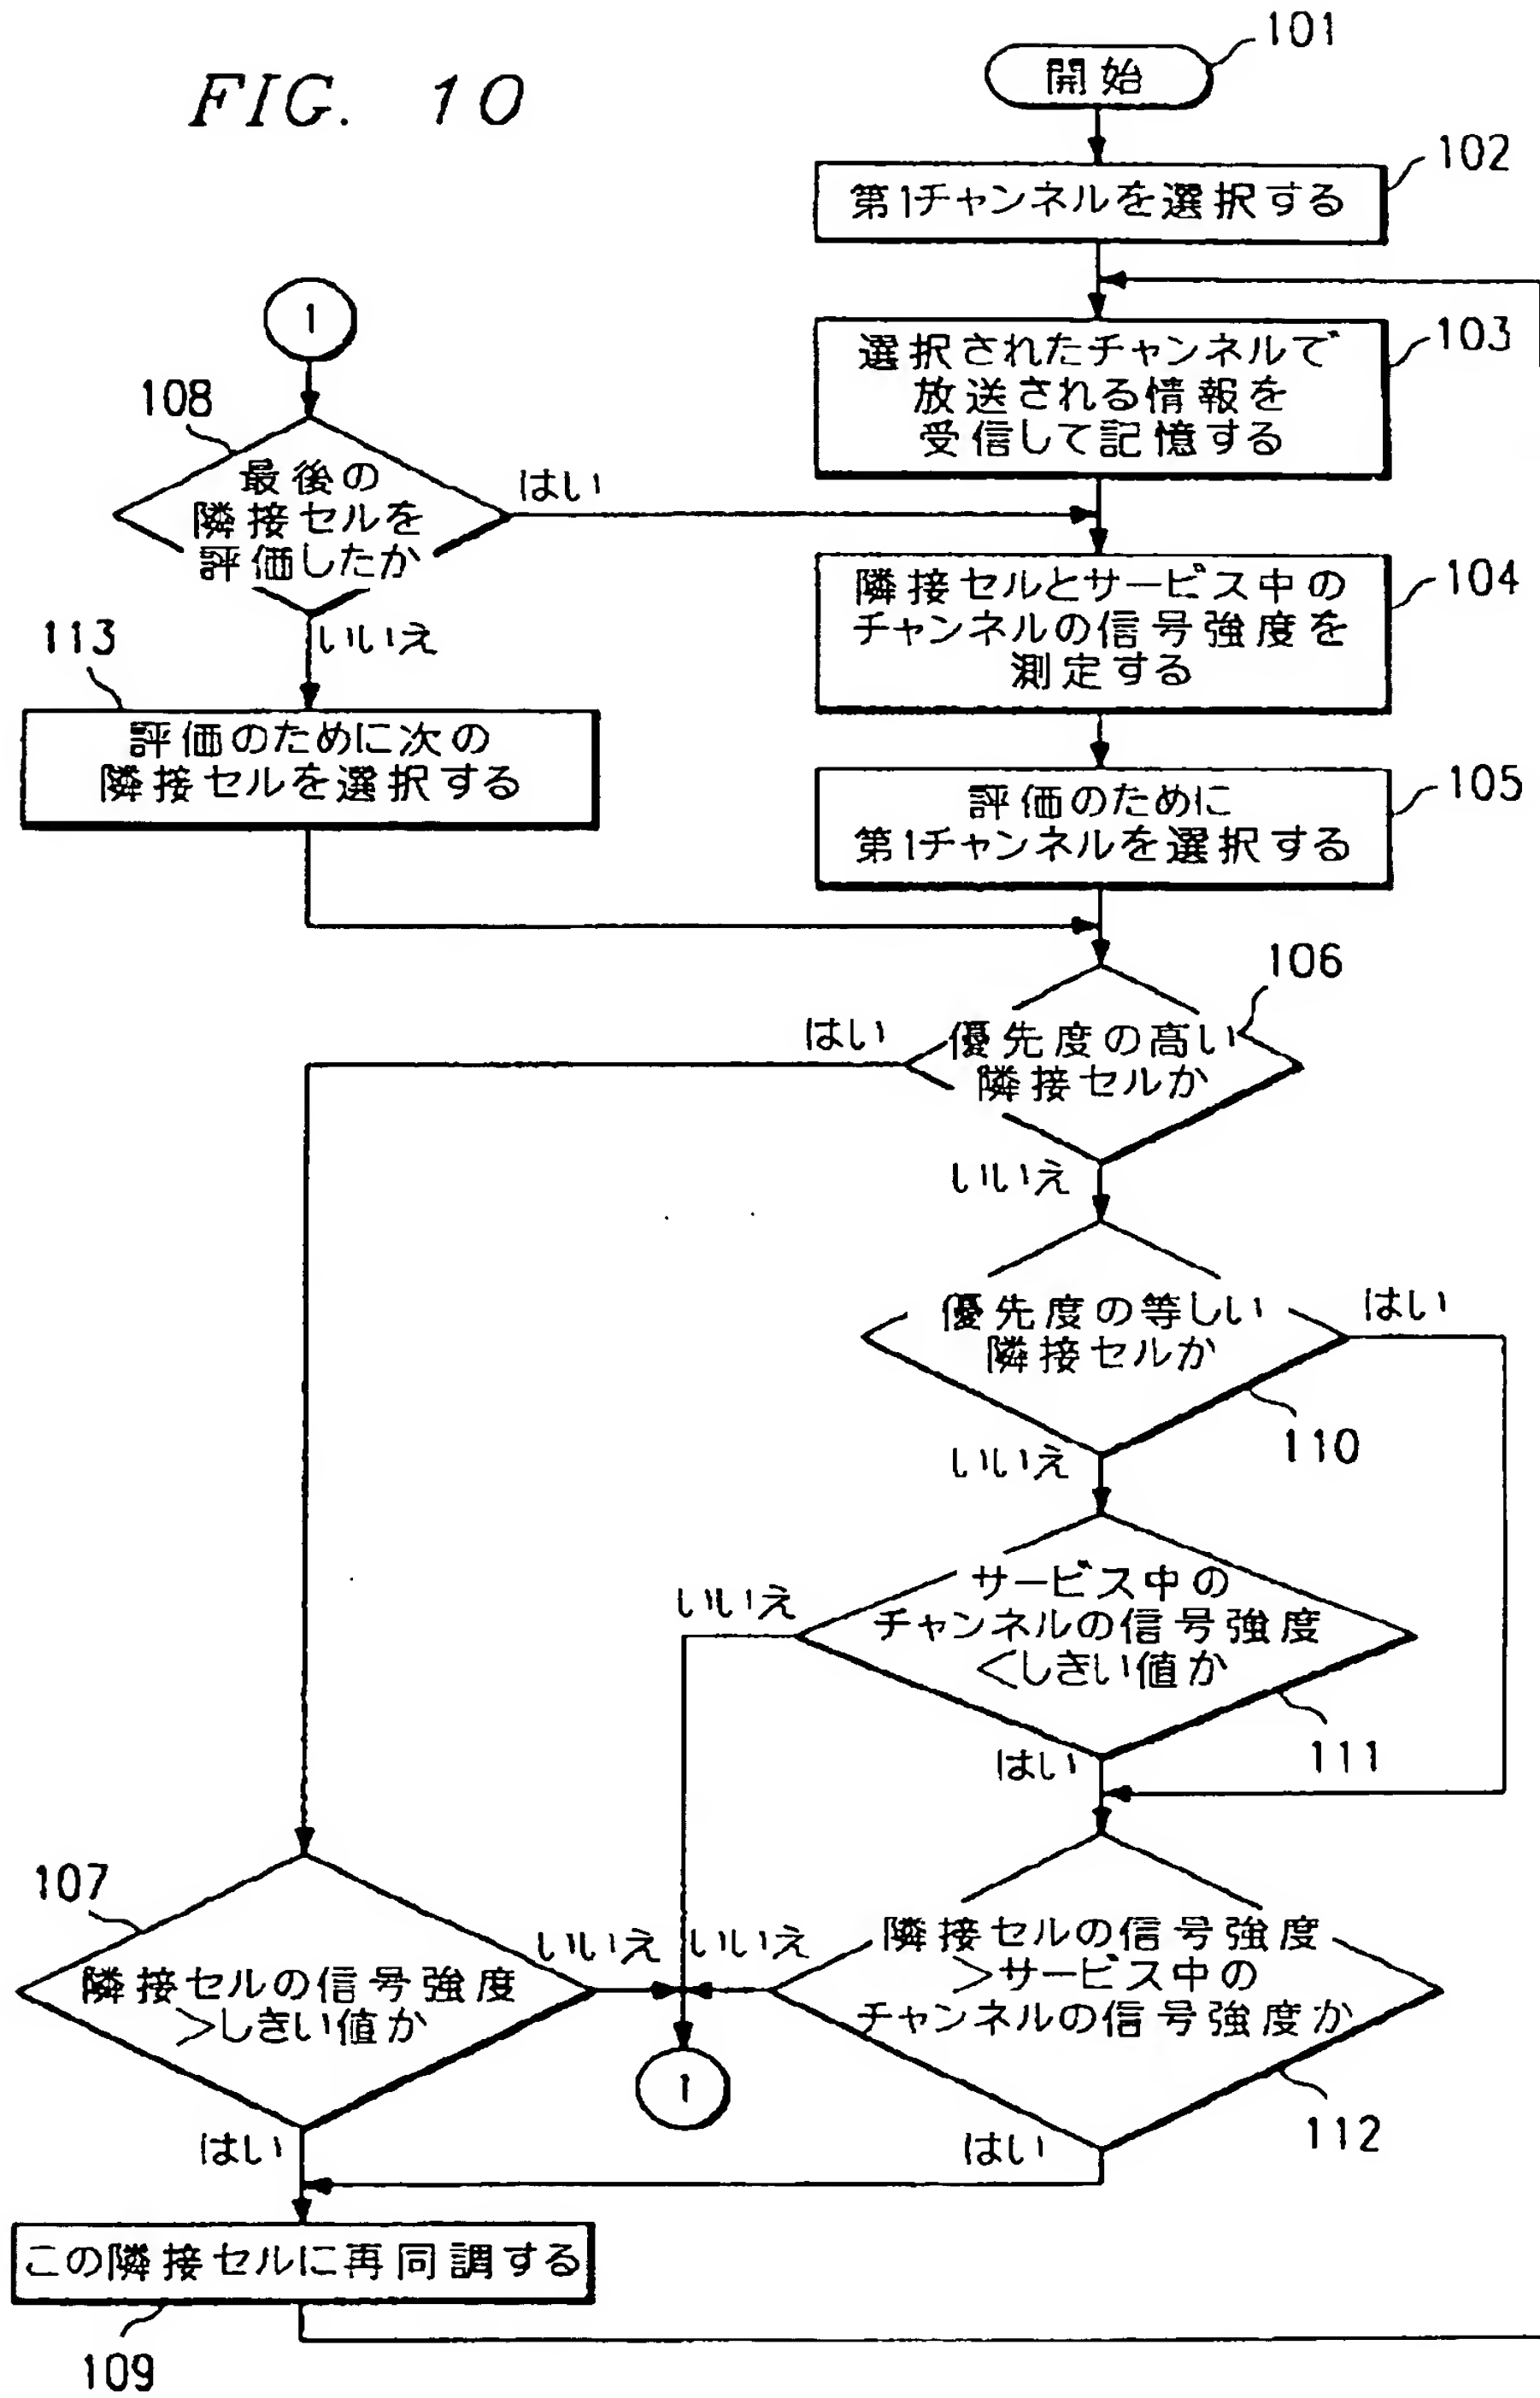 FIG. 10
101
開始
102
第1チャンネルを選択する
1
103
選択されたチャンネルで
放送される情報を
受信して記憶する
108
最後の
隣接セルを
評価したか
はい
いいえ
104
隣接セルとサービス中の
チャンネルの信号強度を
測定する
113
評価のために次の
隣接セルを選択する
105
評価のために
第1チャンネルを選択する
106
はい
優先度の高い
隣接セルか
いいえ
優先度の等しい
隣接セルか
はい
110
いいえ
サービス中の
チャンネルの信号強度
<しきい値か
いいえ
111
はい
107
隣接セルの信号強度
>しきい値か
いいえ
いいえ
隣接セルの信号強度
>サービス中の
チャンネルの信号強度か
1
112
はい
はい
この隣接セルに再同調する
109